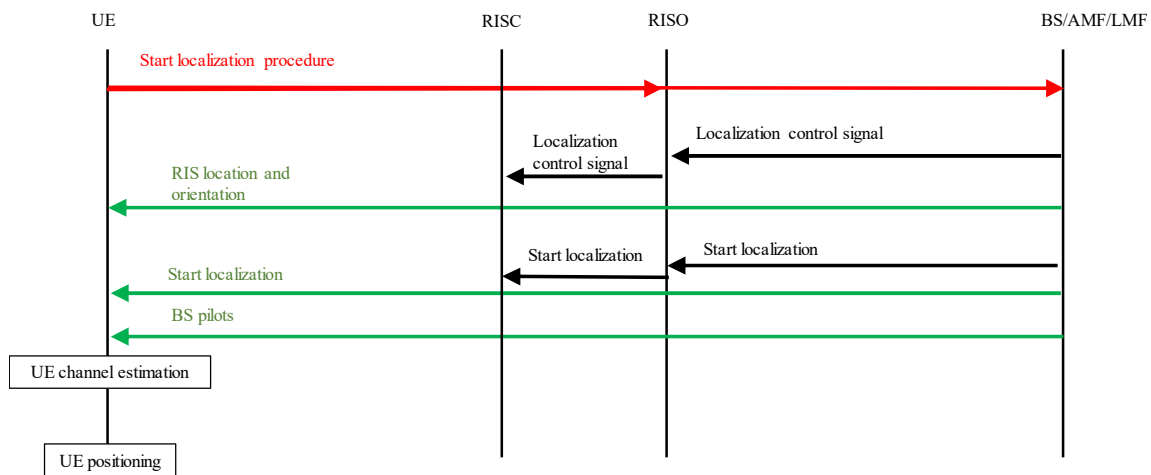 UE
RISC
RISO
BS/AMF/LMF
Start localization procedure
Localization
control signal
Localization control signal
RIS location and
orientation
Start localization
Start localization
Start localization
BS pilots
UE channel estimation
UE positioning